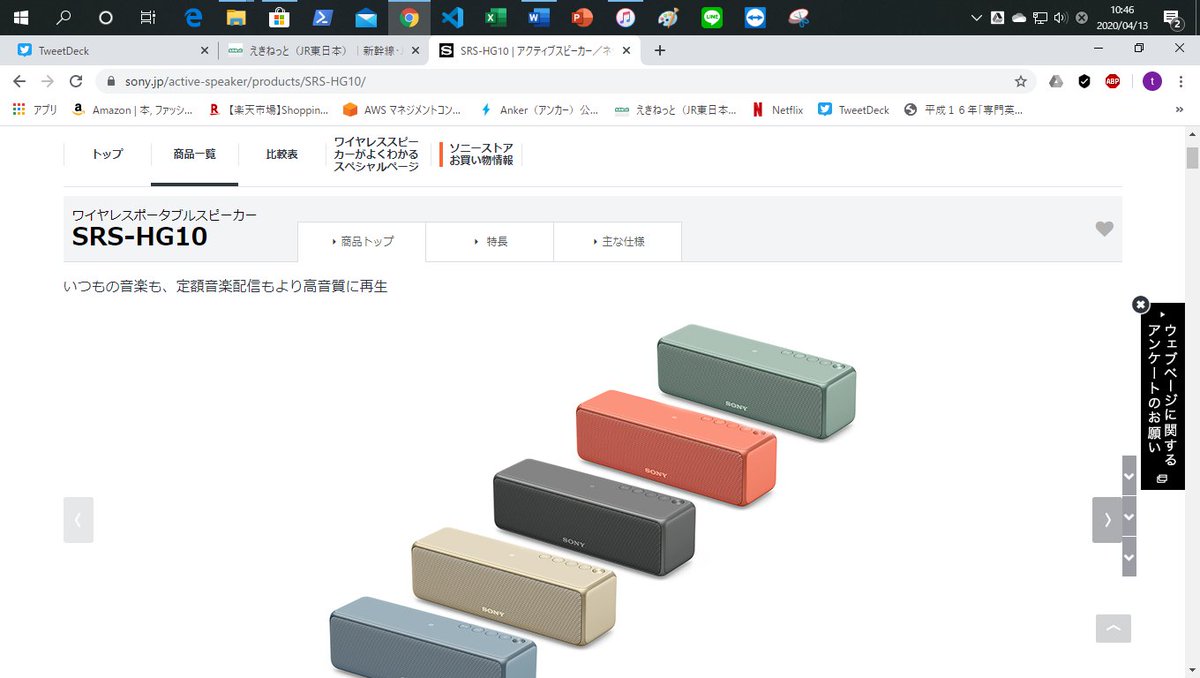 10:46
2020/04/13
2
TweetDeck
えきねっと（JR東日本）｜新幹線・J
SRS-HG10 | アクティブスピーカー／ネ
sony.jp/active-speaker/products/SRS-HG10/
ABP
t
アプリ
Amazon | 本, ファッシ...
【楽天市場】Shoppin...
AWS マネジメントコン...
Anker（アンカー）公...
えきねっと（JR東日本...
Netflix
TweetDeck
平成１６年「専門英...
»
トップ
商品一覧
比較表
ワイヤレススピー
カーがよくわかる
スペシャルページ
ソニーストア
お買い物情報
ワイヤレスポータブルスピーカー
SRS-HG10
商品トップ
特長
主な仕様
いつもの音楽も、定額音楽配信もより高音質に再生
SONY
SONY
SONY
SONY
ウェブページに関する
アンケートのお願い